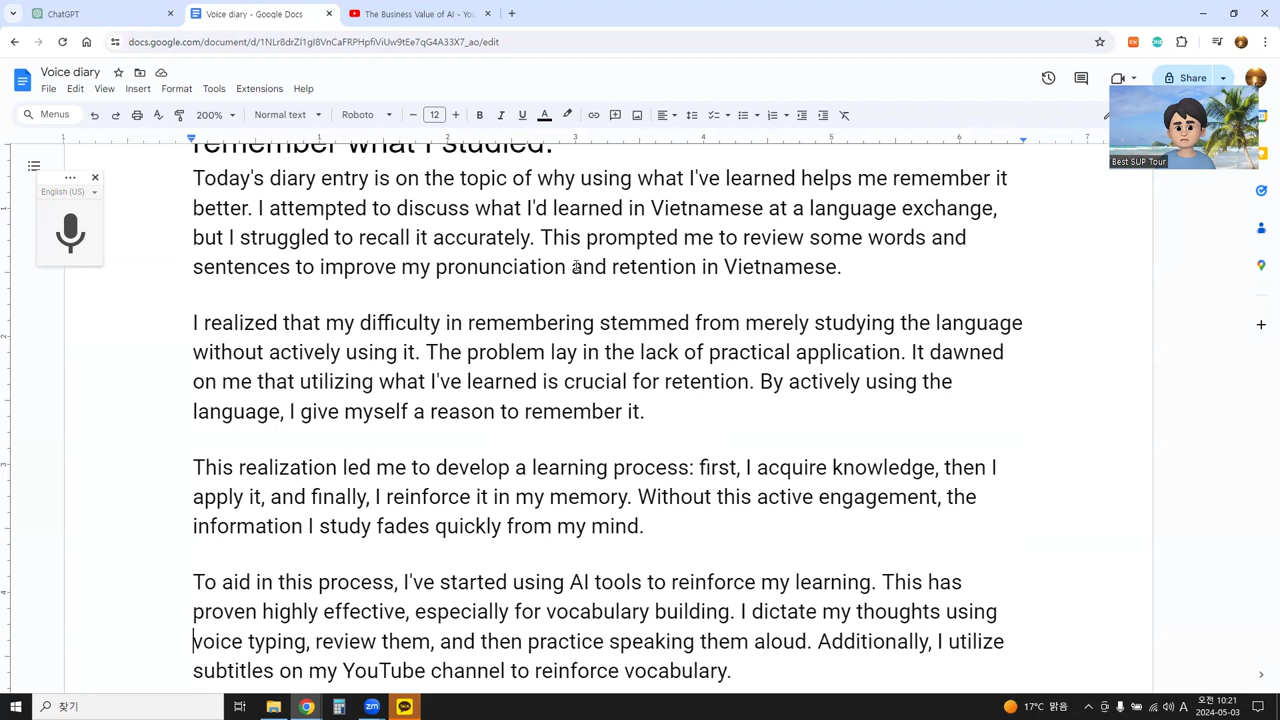 ChatGPT
Voice diary - Google Docs
The Business Value of AI - You
docs.google.com/document/d/1NLr8drZI1gI8VnCaFRPHpfiViUw9tEe7qG4A33X7_ao/edit
Voice diary
File Edit View Insert Format Tools Extensions Help
Share
Menus 200% Normal text Roboto 12
Best SUP Tour
English (US)
remember what I studied.
Today's diary entry is on the topic of why using what I've learned helps me remember it
better. I attempted to discuss what I'd learned in Vietnamese at a language exchange,
but I struggled to recall it accurately. This prompted me to review some words and
sentences to improve my pronunciation and retention in Vietnamese.
I realized that my difficulty in remembering stemmed from merely studying the language
without actively using it. The problem lay in the lack of practical application. It dawned
on me that utilizing what I've learned is crucial for retention. By actively using the
language, I give myself a reason to remember it.
This realization led me to develop a learning process: first, I acquire knowledge, then I
apply it, and finally, I reinforce it in my memory. Without this active engagement, the
information I study fades quickly from my mind.
To aid in this process, I've started using AI tools to reinforce my learning. This has
proven highly effective, especially for vocabulary building. I dictate my thoughts using
voice typing, review them, and then practice speaking them aloud. Additionally, I utilize
subtitles on my YouTube channel to reinforce vocabulary.
찾기
17°C 맑음
A
오전 10:21
2024-05-03